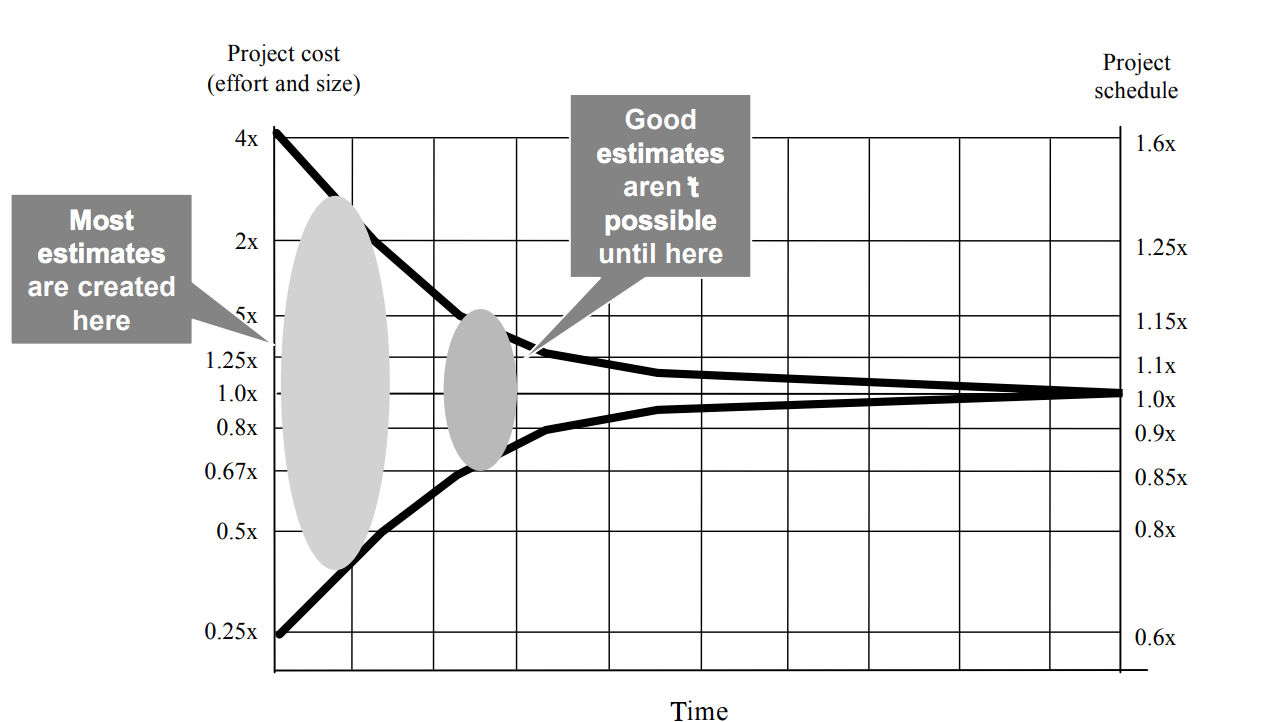 Project cost
(effort and size)
Project
schedule
Good
estimates
aren't
possible
until here
Most
estimates
are created
here
4x
2x
5x
1.25x
1.0x
0.8x
0.67x
0.5x
0.25x
1.6x
1.25x
1.15x
1.1x
1.0x
0.9x
0.85x
0.8x
0.6x
Time